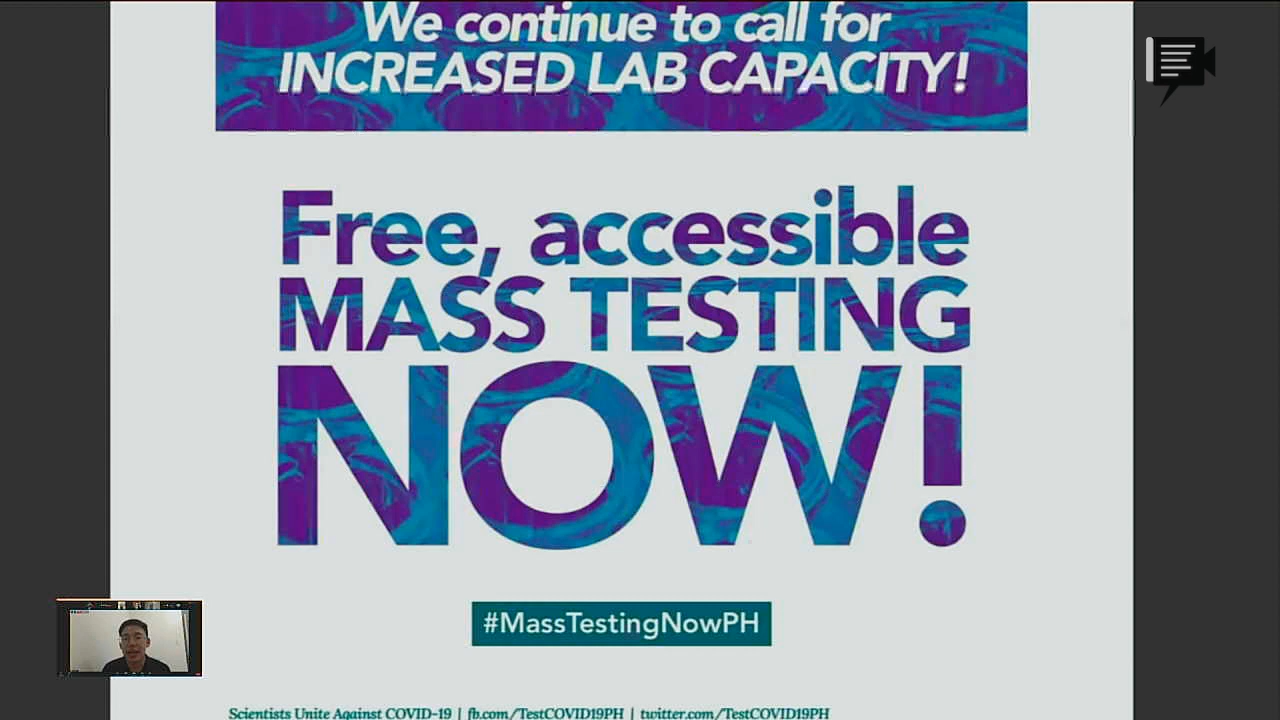 We continue to call for
INCREASED LAB CAPACITY!
Free, accessible
MASS TESTING
NOW!
#MassTestingNowPH
Scientists Unite Against COVID-19 | fb.com/TestCOVID19PH | twitter.com/TestCOVID19PH